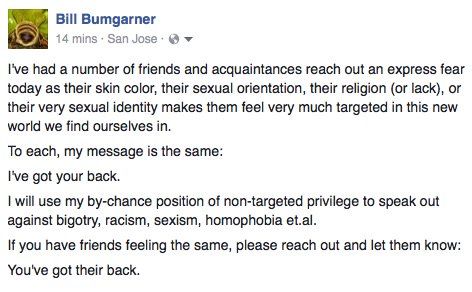 Bill Bumgarner
14 mins · San Jose ·
I've had a number of friends and acquaintances reach out an express fear
today as their skin color, their sexual orientation, their religion (or lack), or
their very sexual identity makes them feel very much targeted in this new
world we find ourselves in.
To each, my message is the same:
I've got your back.
I will use my by-chance position of non-targeted privilege to speak out
against bigotry, racism, sexism, homophobia et.al.
If you have friends feeling the same, please reach out and let them know:
You've got their back.